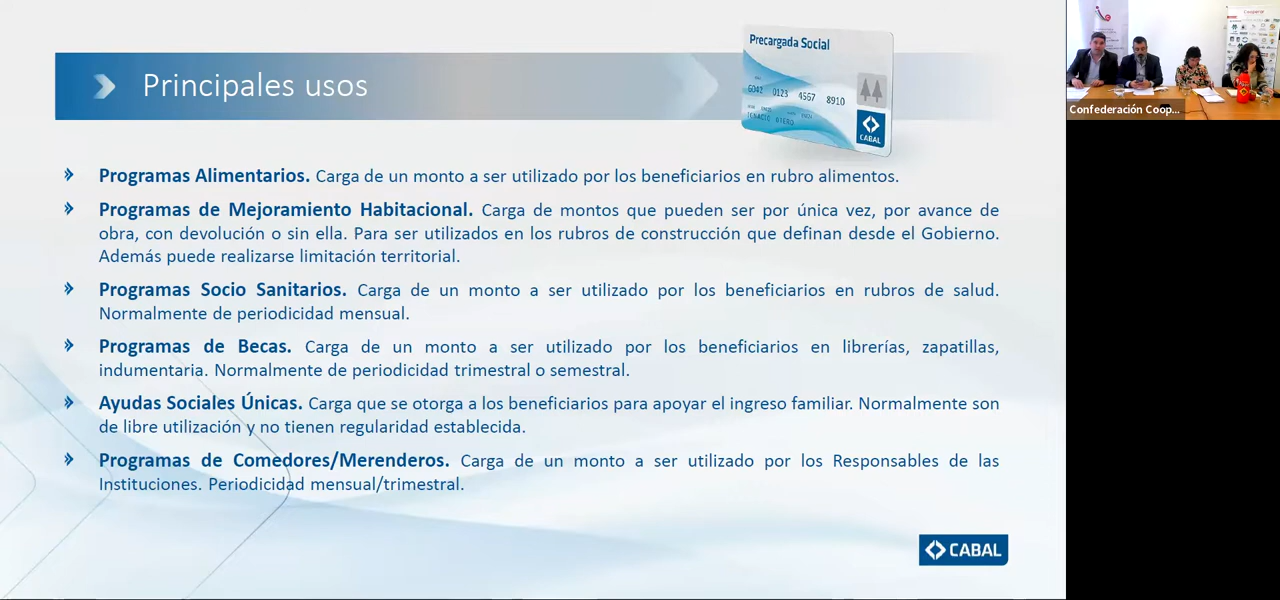 Principales usos
Precargada Social
6042 0123 4567 8910
CABAL
Programas Alimentarios. Carga de un monto a ser utilizado por los beneficiarios en rubro alimentos.
Programas de Mejoramiento Habitacional. Carga de montos que pueden ser por única vez, por avance de
obra, con devolución o sin ella. Para ser utilizados en los rubros de construcción que definan desde el Gobierno.
Además puede realizarse limitación territorial.
Programas Socio Sanitarios. Carga de un monto a ser utilizado por los beneficiarios en rubros de salud.
Normalmente de periodicidad mensual.
Programas de Becas. Carga de un monto a ser utilizado por los beneficiarios en librerías, zapatillas,
indumentaria. Normalmente de periodicidad trimestral o semestral.
Ayudas Sociales Únicas. Carga que se otorga a los beneficiarios para apoyar el ingreso familiar. Normalmente son
de libre utilización y no tienen regularidad establecida.
Programas de Comedores/Merenderos. Carga de un monto a ser utilizado por los Responsables de las
Instituciones. Periodicidad mensual/trimestral.
CABAL
Confederación Coop...